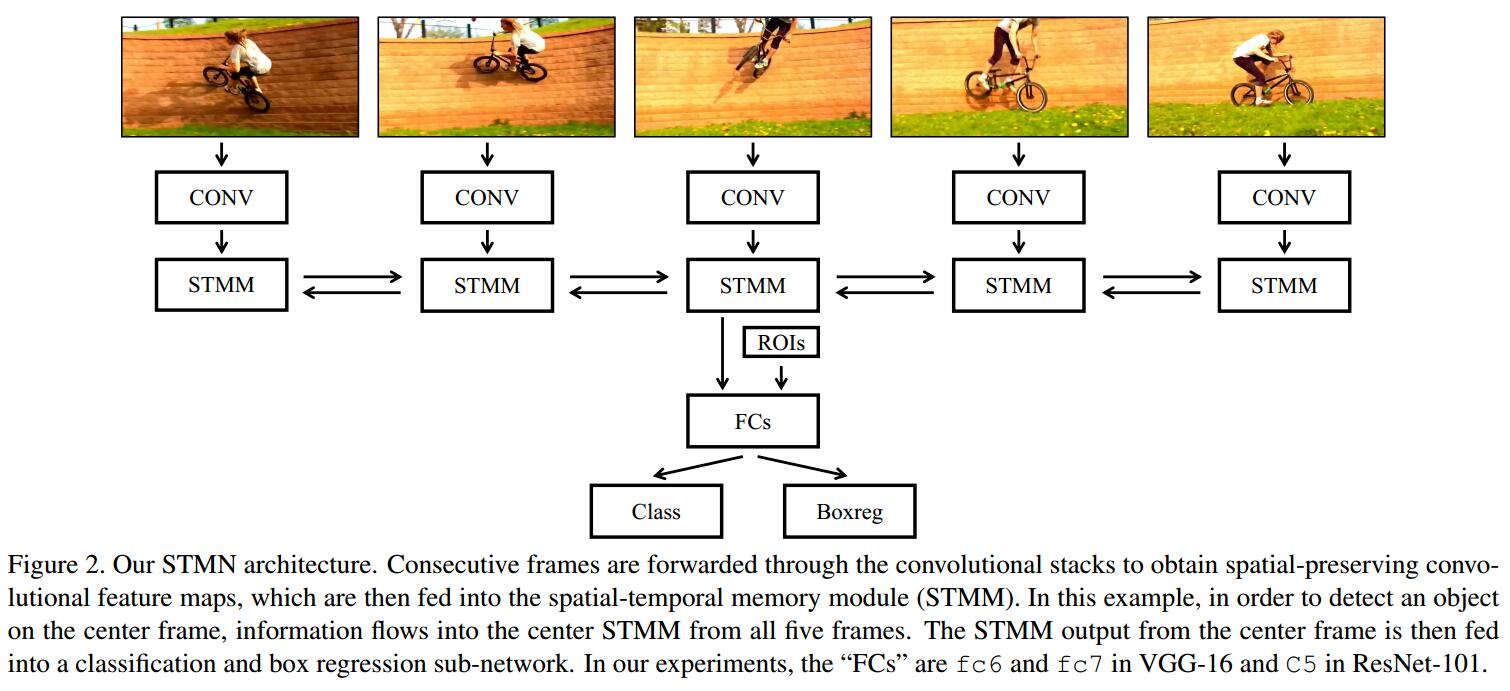 CONV CONV CONV CONV CONV
STMM STMM STMM STMM STMM
ROIs
FCs
Class Boxreg
Figure 2. Our STMN architecture. Consecutive frames are forwarded through the convolutional stacks to obtain spatial-preserving convo-
lutional feature maps, which are then fed into the spatial-temporal memory module (STMM). In this example, in order to detect an object
on the center frame, information flows into the center STMM from all five frames. The STMM output from the center frame is then fed
into a classification and box regression sub-network. In our experiments, the “FCs” are fc6 and fc7 in VGG-16 and C5 in ResNet-101.